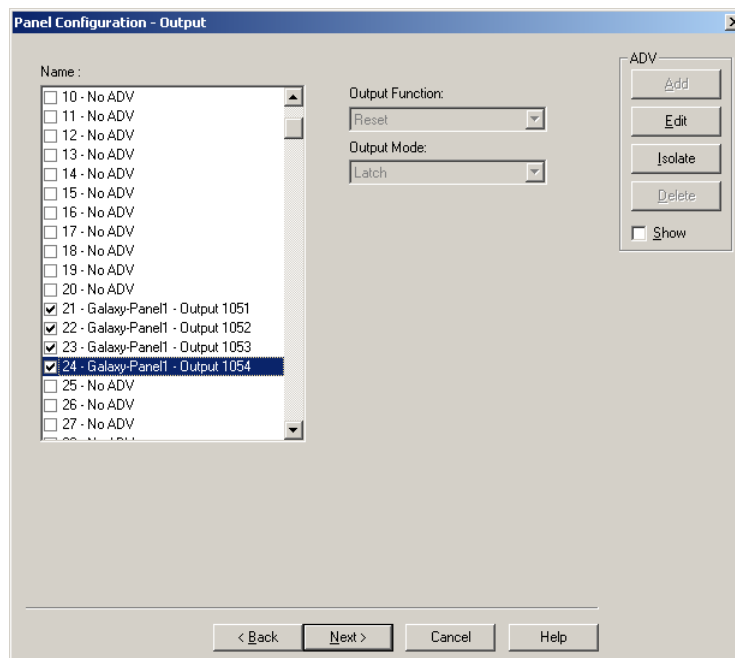 Panel Configuration - Output
Name :
10 - No ADV
11 - No ADV
12 - No ADV
13 - No ADV
14 - No ADV
15 - No ADV
16 - No ADV
17 - No ADV
18 - No ADV
19 - No ADV
20 - No ADV
21 - Galaxy-Panel1 - Output 1051
22 - Galaxy-Panel1 - Output 1052
23 - Galaxy-Panel1 - Output 1053
24 - Galaxy-Panel1 - Output 1054
25 - No ADV
26 - No ADV
27 - No ADV
Output Function:
Reset
Output Mode:
Latch
ADV
Add
Edit
Isolate
Delete
Show
< Back
Next >
Cancel
Help